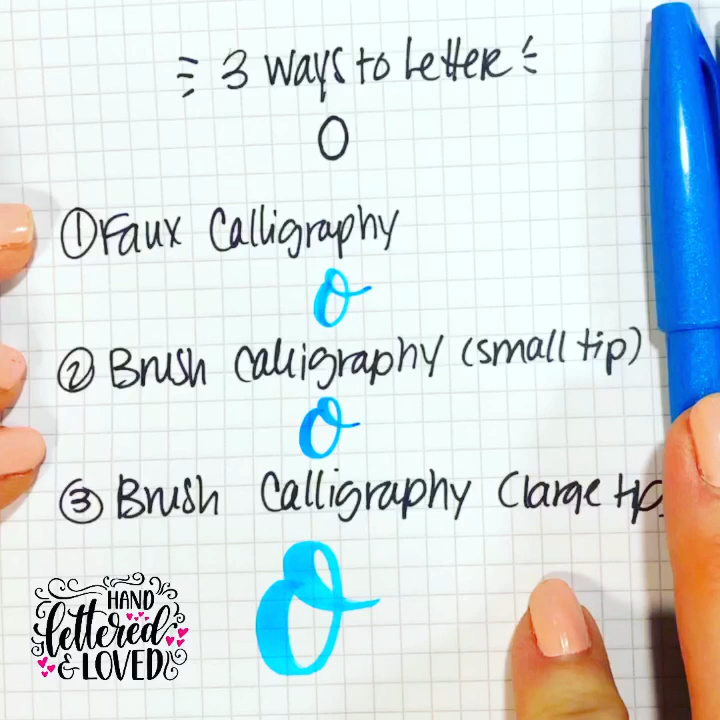 3 ways to Letter
O
① Faux Calligraphy
O
② Brush Calligraphy (small tip)
O
③ Brush Calligraphy (large tip
O
HAND
lettered
& LOVED